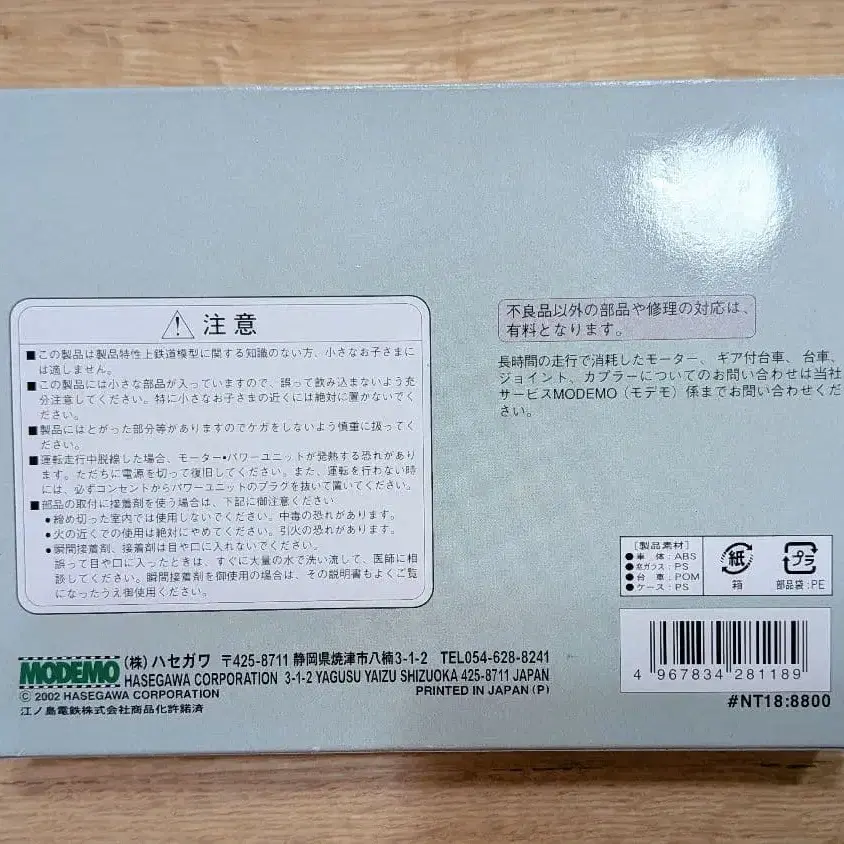 ⚠ 注意
■この製品は製品特性上鉄道模型に関する知識のない方、小さなお子さまに
は適しません。
■この製品には小さな部品が入っていますので、誤って飲み込まないよう充
分注意してください。特に小さなお子さまの近くには絶対に置かないでく
ださい。
■製品にはとがった部分等がありますのでケガをしないよう慎重に扱ってく
ださい。
■運転走行中脱線した場合、モーター•パワーユニットが発熱する恐れがあり
ます。ただちに電源を切って復旧してください。また、運転を行わない時
には、必ずコンセントからパワーユニットのプラグを抜いて置いてください。
■部品の取付に接着剤を使う場合は、下記に御注意ください
●締め切った室内では使用しないでください。中毒の恐れがあります。
●火の近くでの使用は絶対にやめてください。引火の恐れがあります。
●瞬間接着剤、接着剤は目や口に入れないでください。
誤って目や口に入ったときは、すぐに大量の水で洗い流して、医師に相
談してください。瞬間接着剤を御使用の場合は、その説明書もよくご覧
になったうえ御使用ください。
不良品以外の部品や修理の対応は、
有料となります。
長時間の走行で消耗したモーター、ギア付台車、台車、
ジョイント、カプラーについてのお問い合わせは当社
サービスMODEMO（モデモ）係までお問い合わせくだ
さい。
［製品素材］
●車体：ABS
●窓ガラス：PS
●台車：POM
●ケース：PS
紙
箱
プラ
部品袋：PE
4 967834 281189
#NT18:8800
MODEMO
（株）ハセガワ 〒425-8711 静岡県焼津市八楠3-1-2 TEL054-628-8241
HASEGAWA CORPORATION 3-1-2 YAGUSU YAIZU SHIZUOKA 425-8711 JAPAN
© 2002 HASEGAWA CORPORATION
PRINTED IN JAPAN (P)
江ノ島電鉄株式会社商品化許諾済